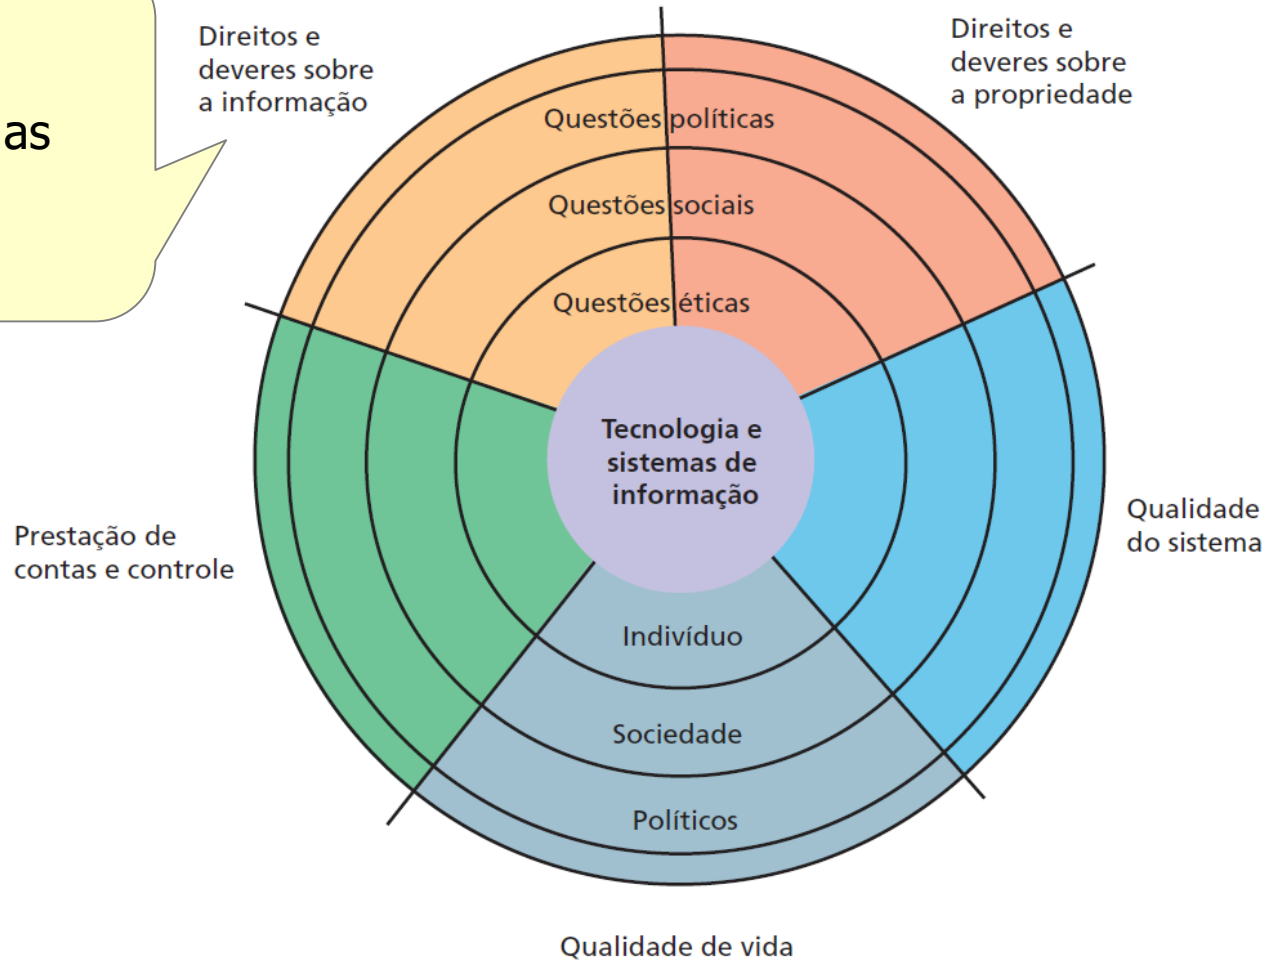 as
Direitos e
deveres sobre
a informação
Direitos e
deveres sobre
a propriedade
Questões políticas
Questões sociais
Questões éticas
Tecnologia e
sistemas de
informação
Prestação de
contas e controle
Qualidade
do sistema
Indivíduo
Sociedade
Políticos
Qualidade de vida